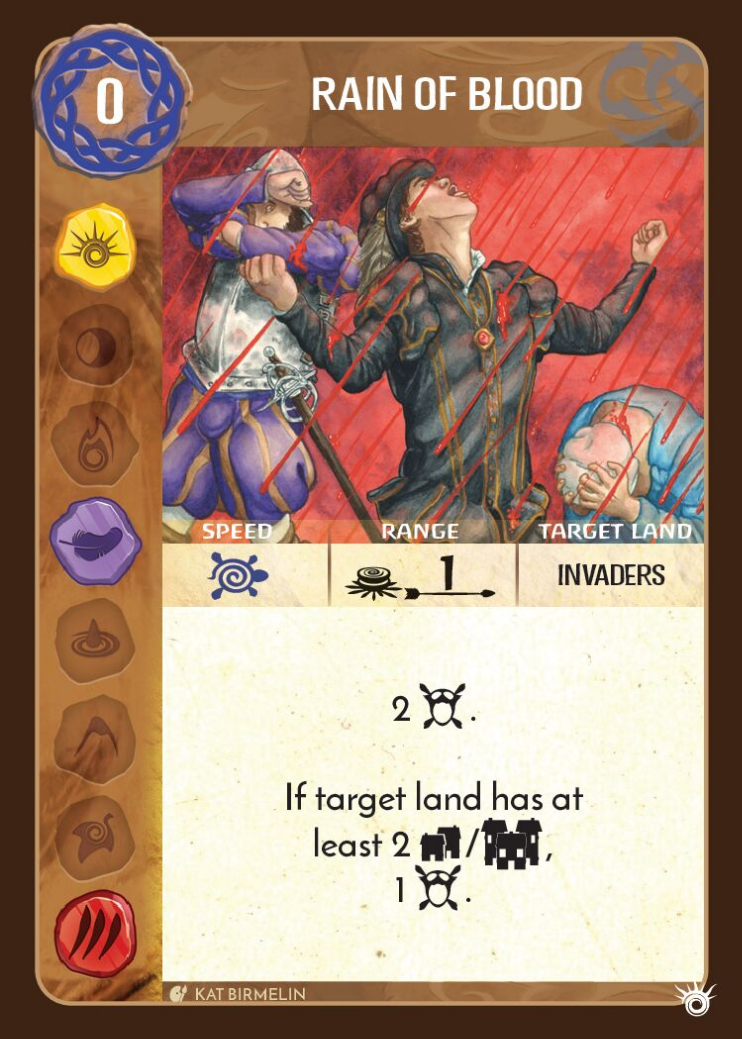 0
RAIN OF BLOOD
SPEED
RANGE
TARGET LAND
1
INVADERS
2 .
If target land has at
least 2 / ,
1 .
KAT BIRMELIN